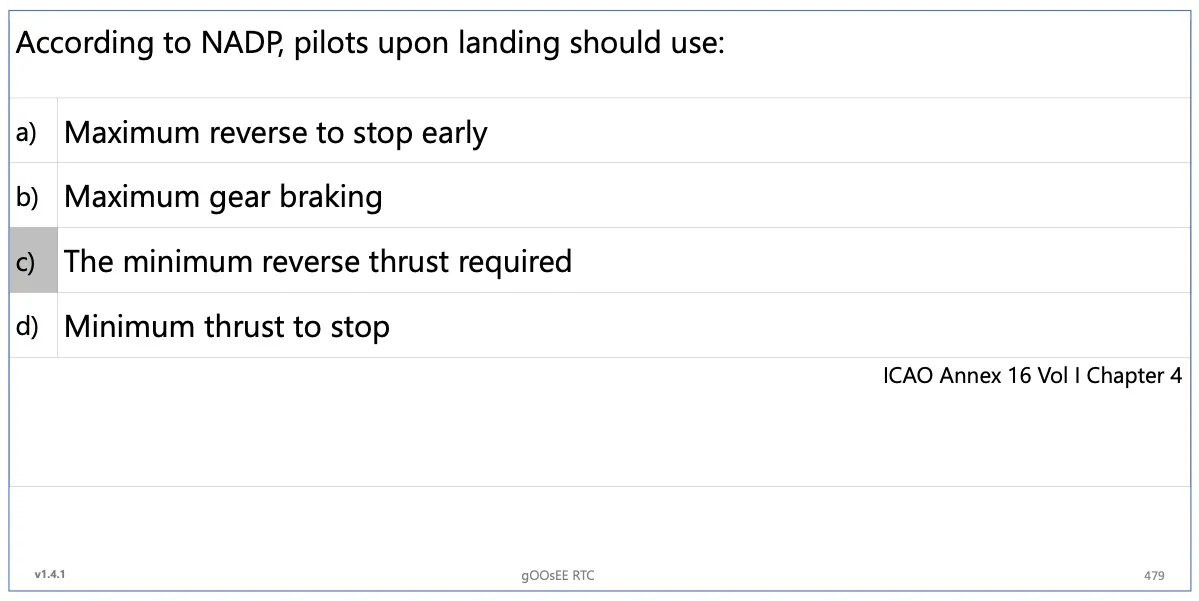 According to NADP, pilots upon landing should use:
a) Maximum reverse to stop early
b) Maximum gear braking
c) The minimum reverse thrust required
d) Minimum thrust to stop
ICAO Annex 16 Vol I Chapter 4
v1.4.1 gOOsEE RTC 479